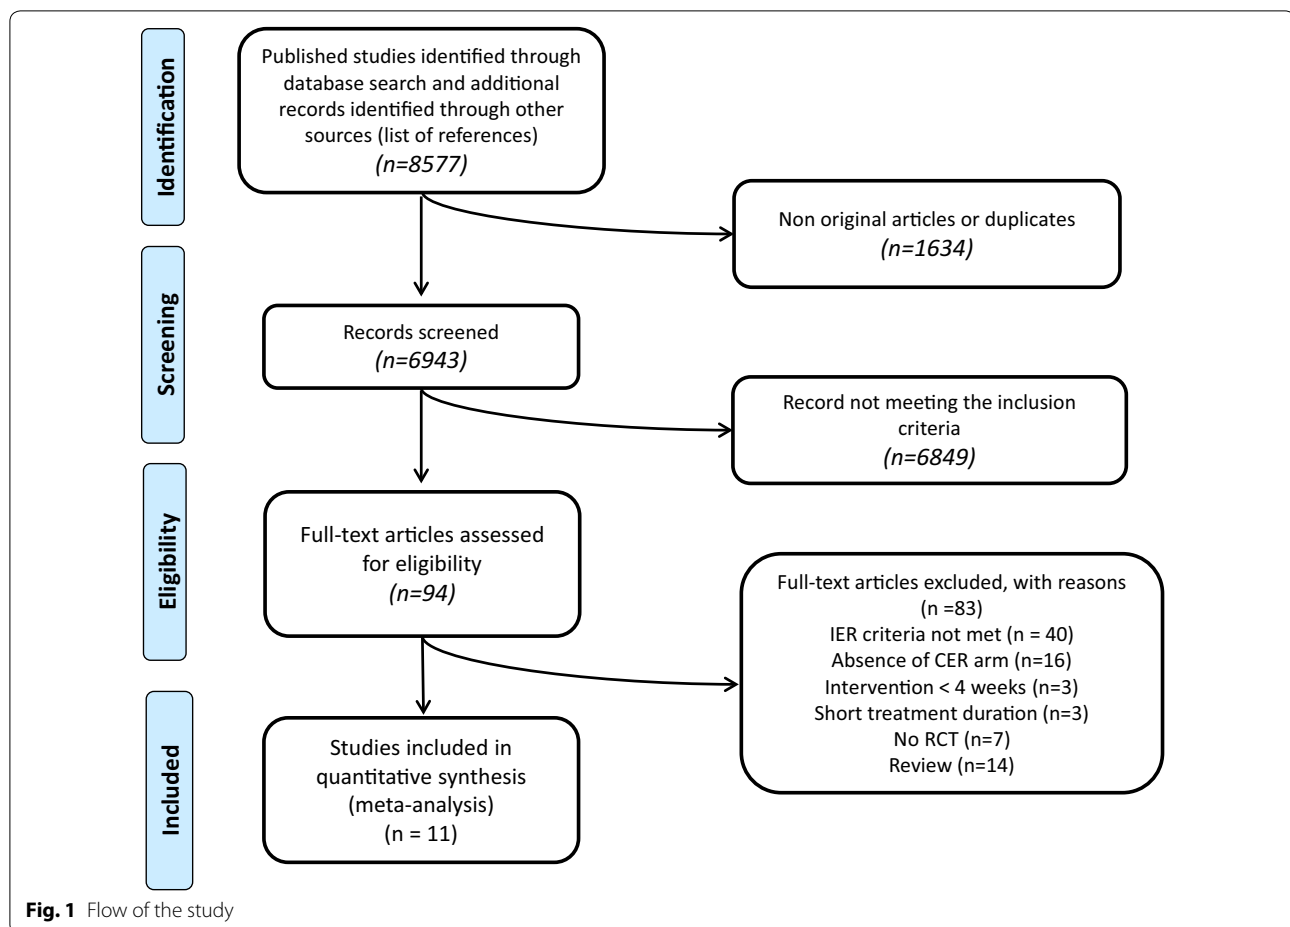 Identification
Published studies identified through
database search and additional
records identified through other
sources (list of references)
(n=8577)
Non original articles or duplicates
(n=1634)
Screening
Records screened
(n=6943)
Record not meeting the inclusion
criteria
(n=6849)
Eligibility
Full-text articles assessed
for eligibility
(n=94)
Full-text articles excluded, with reasons
(n =83)
IER criteria not met (n = 40)
Absence of CER arm (n=16)
Intervention < 4 weeks (n=3)
Short treatment duration (n=3)
No RCT (n=7)
Review (n=14)
Included
Studies included in
quantitative synthesis
(meta-analysis)
(n = 11)
Fig. 1 Flow of the study